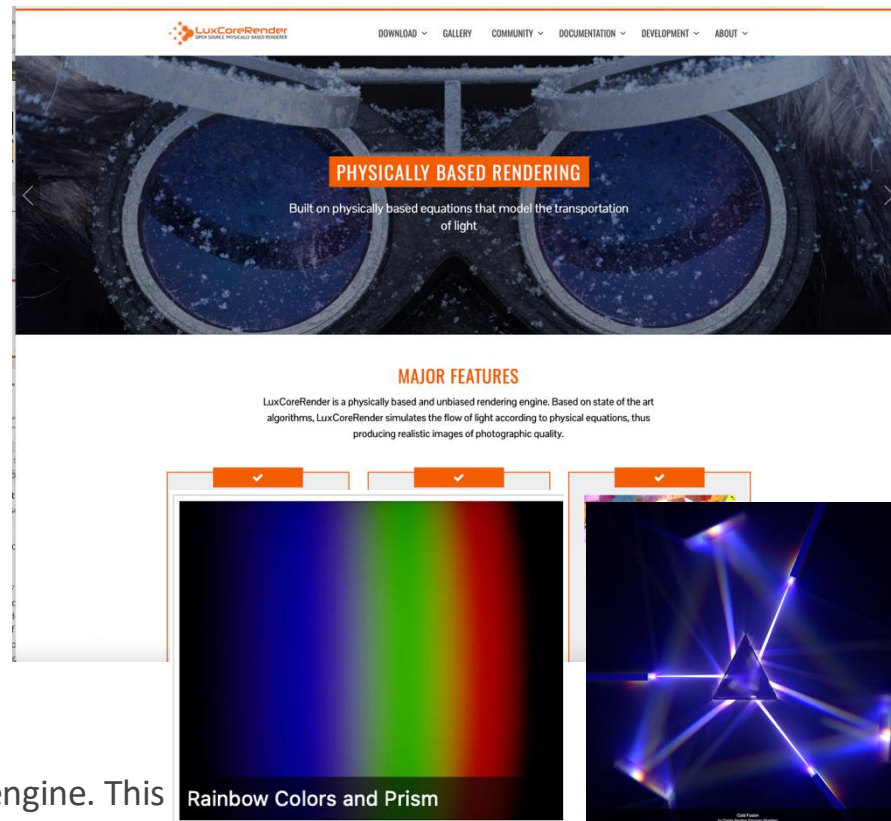 LuxCoreRender
OPEN SOURCE PHYSICALLY BASED RENDERER
DOWNLOAD GALLERY COMMUNITY DOCUMENTATION DEVELOPMENT ABOUT
PHYSICALLY BASED RENDERING
Built on physically based equations that model the transportation
of light
MAJOR FEATURES
LuxCoreRender is a physically based and unbiased rendering engine. Based on state of the art
algorithms, LuxCoreRender simulates the flow of light according to physical equations, thus
producing realistic images of photographic quality.
Rainbow Colors and Prism
engine. This
Cold Fusion